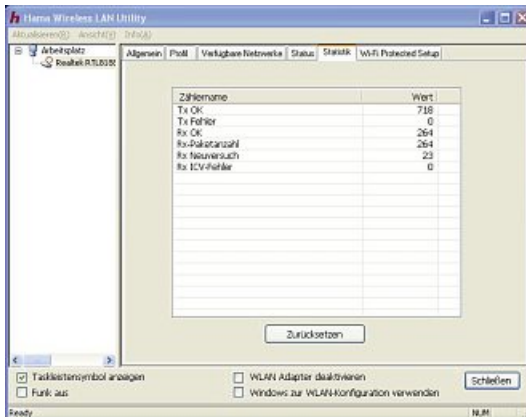 Hama Wireless LAN Utility
Aktualisieren(R) Ansicht(V) Info(A)
Arbeitsplatz
Realtek RTL818
Allgemein Profil Verfügbare Netzwerke Status Statistik Wi-Fi Protected Setup
Zählername Wert
Tx OK 718
Tx Fehler 0
Rx OK 264
Rx-Paketanzahl 264
Rx Neuversuch 23
Rx ICV-Fehler 0
Zurücksetzen
Taskleistensymbol anzeigen
WLAN Adapter deaktivieren
Schließen
Funk aus
Windows zur WLAN-Konfiguration verwenden
Ready NUM